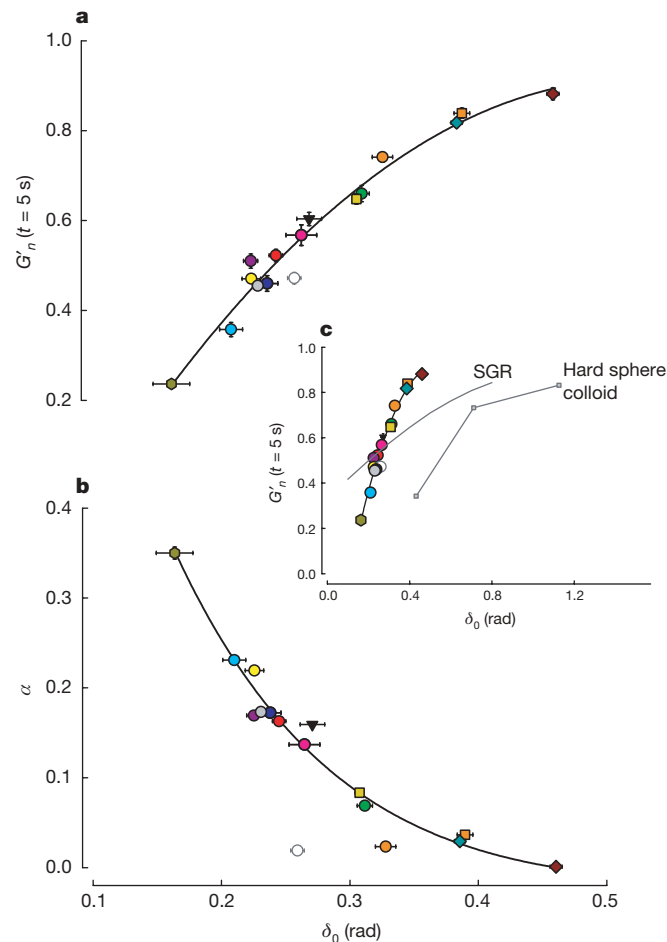 a
1.0
0.8
0.6
0.4
0.2
G′n (t = 5 s)
c
1.0
0.8
0.6
0.4
0.2
0.0
G′n (t = 5 s)
SGR
Hard sphere
colloid
0.0 0.4 0.8 1.2
δ0 (rad)
b
0.4
0.3
0.2
0.1
0.0
α
0.1 0.2 0.3 0.4 0.5
δ0 (rad)